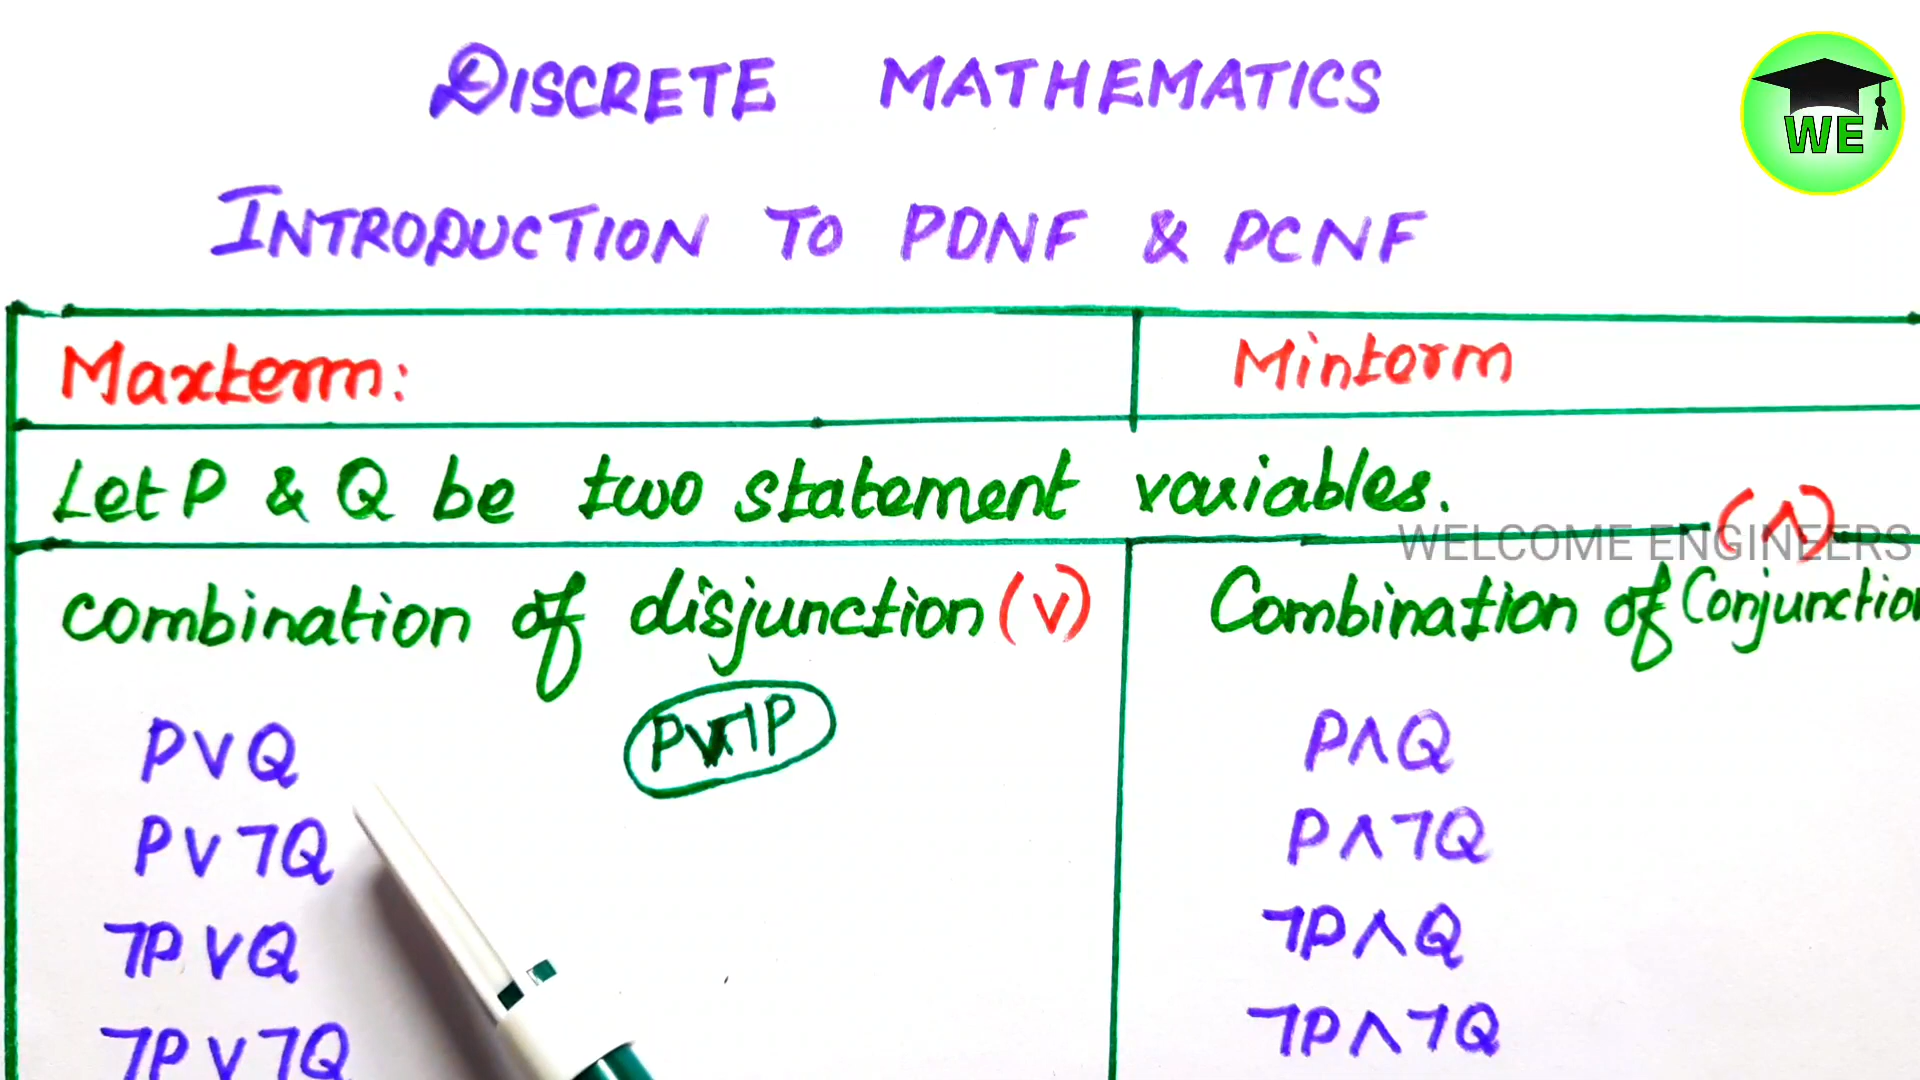 DISCRETE MATHEMATICS
WE
INTRODUCTION TO PDNF & PCNF
Maxterm:
Minterm
Let P & Q be two statement variables.
(∧)
WELCOME ENGINEERS
combination of disjunction (∨)
Combination of Conjunction
P∨Q
P∨¬P
P∧Q
P∨¬Q
P∧¬Q
¬P∨Q
¬P∧Q
¬P∨¬Q
¬P∧¬Q